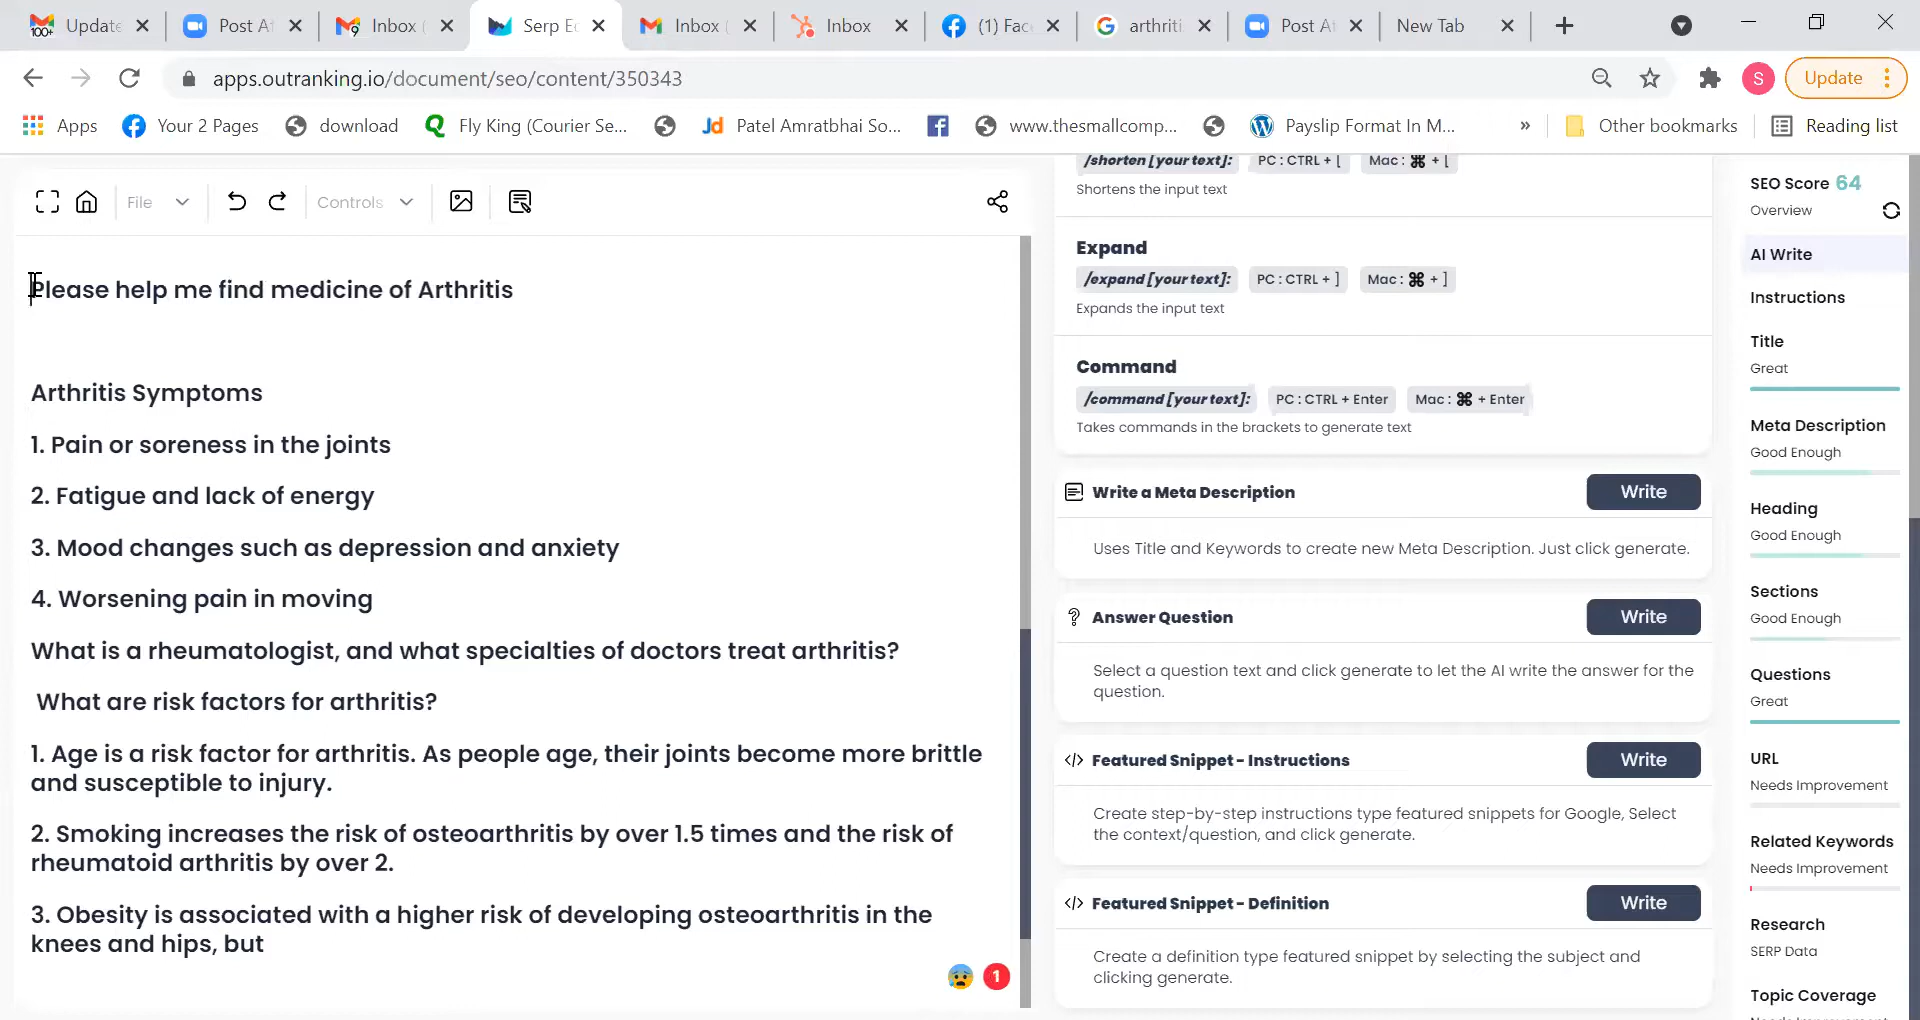 Update
Post At
Inbox (
Serp Ec
Inbox (
Inbox
(1) Fac
arthriti
Post At
New Tab
apps.outranking.io/document/seo/content/350343
S
Update
Apps
Your 2 Pages
download
Fly King (Courier Se...
Patel Amratbhai So...
www.thesmallcomp...
Payslip Format In M...
»
Other bookmarks
Reading list
File
Controls
Please help me find medicine of Arthritis
Arthritis Symptoms
1. Pain or soreness in the joints
2. Fatigue and lack of energy
3. Mood changes such as depression and anxiety
4. Worsening pain in moving
What is a rheumatologist, and what specialties of doctors treat arthritis?
What are risk factors for arthritis?
1. Age is a risk factor for arthritis. As people age, their joints become more brittle
and susceptible to injury.
2. Smoking increases the risk of osteoarthritis by over 1.5 times and the risk of
rheumatoid arthritis by over 2.
3. Obesity is associated with a higher risk of developing osteoarthritis in the
knees and hips, but
1
/shorten [your text]: PC : CTRL + [ Mac : ⌘ + [
Shortens the input text
Expand
/expand [your text]: PC : CTRL + ] Mac : ⌘ + ]
Expands the input text
Command
/command [your text]: PC : CTRL + Enter Mac : ⌘ + Enter
Takes commands in the brackets to generate text
Write a Meta Description Write
Uses Title and Keywords to create new Meta Description. Just click generate.
Answer Question Write
Select a question text and click generate to let the AI write the answer for the
question.
Featured Snippet - Instructions Write
Create step-by-step instructions type featured snippets for Google, Select
the context/question, and click generate.
Featured Snippet - Definition Write
Create a definition type featured snippet by selecting the subject and
clicking generate.
SEO Score 64
Overview
AI Write
Instructions
Title
Great
Meta Description
Good Enough
Heading
Good Enough
Sections
Good Enough
Questions
Great
URL
Needs Improvement
Related Keywords
Needs Improvement
Research
SERP Data
Topic Coverage